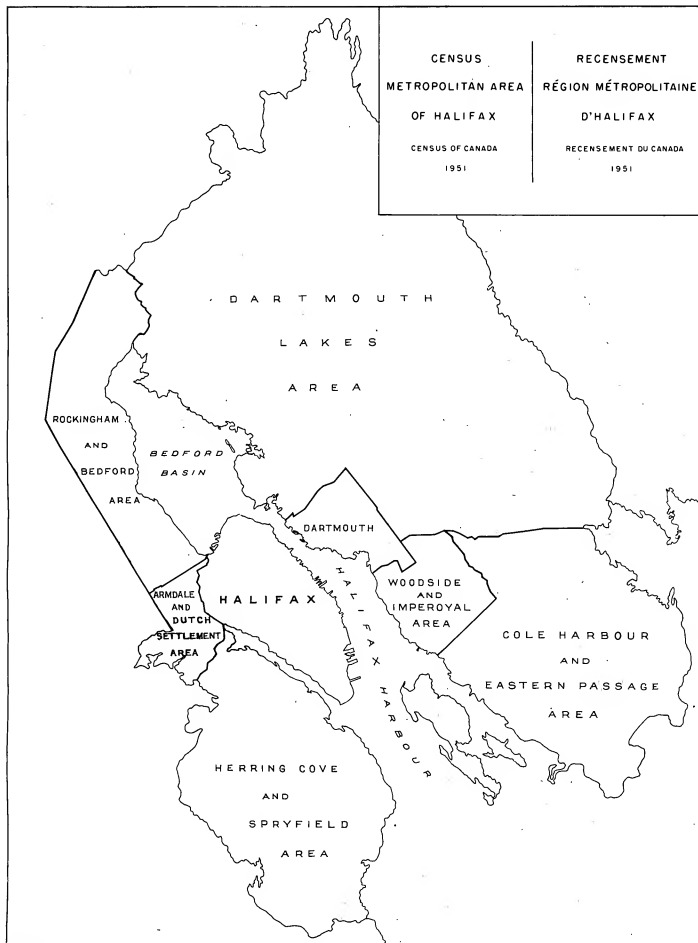 CENSUS
METROPOLITAN AREA
OF HALIFAX
CENSUS OF CANADA
1951
RECENSEMENT
RÉGION MÉTROPOLITAINE
D'HALIFAX
RECENSEMENT DU CANADA
1951
DARTMOUTH
LAKES
AREA
ROCKINGHAM
AND
BEDFORD
AREA
BEDFORD
BASIN
DARTMOUTH
HALIFAX
HALIFAX HARBOUR
WOODSIDE
AND
IMPEROYAL
AREA
ARMDALE
AND
DUTCH
SETTLEMENT
AREA
COLE HARBOUR
AND
EASTERN PASSAGE
AREA
HERRING COVE
AND
SPRYFIELD
AREA